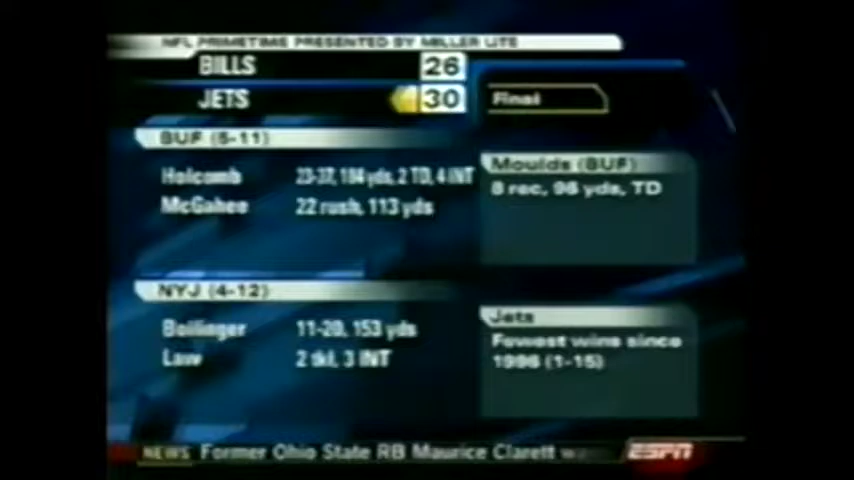 NFL PRIMETIME PRESENTED BY MILLER LITE
BILLS 26
JETS 30
Final
BUF (5-11)
Holcomb 23-37, 184 yds, 2 TD, 4 INT
McGahee 22 rush, 113 yds
Moulds (BUF)
8 rec, 96 yds, TD
NYJ (4-12)
Bollinger 11-20, 153 yds
Law 2 tkl, 3 INT
Jets
Fewest wins since
1996 (1-15)
NEWS Former Ohio State RB Maurice Clarett
ESPN